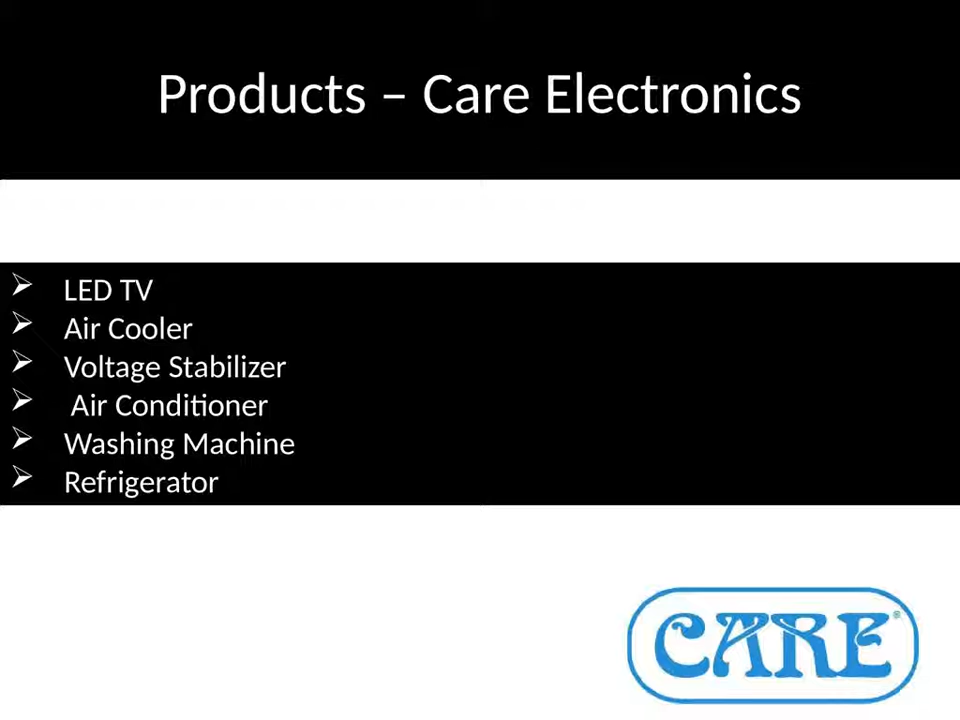 Products – Care Electronics
➢ LED TV
➢ Air Cooler
➢ Voltage Stabilizer
➢ Air Conditioner
➢ Washing Machine
➢ Refrigerator
CARE®